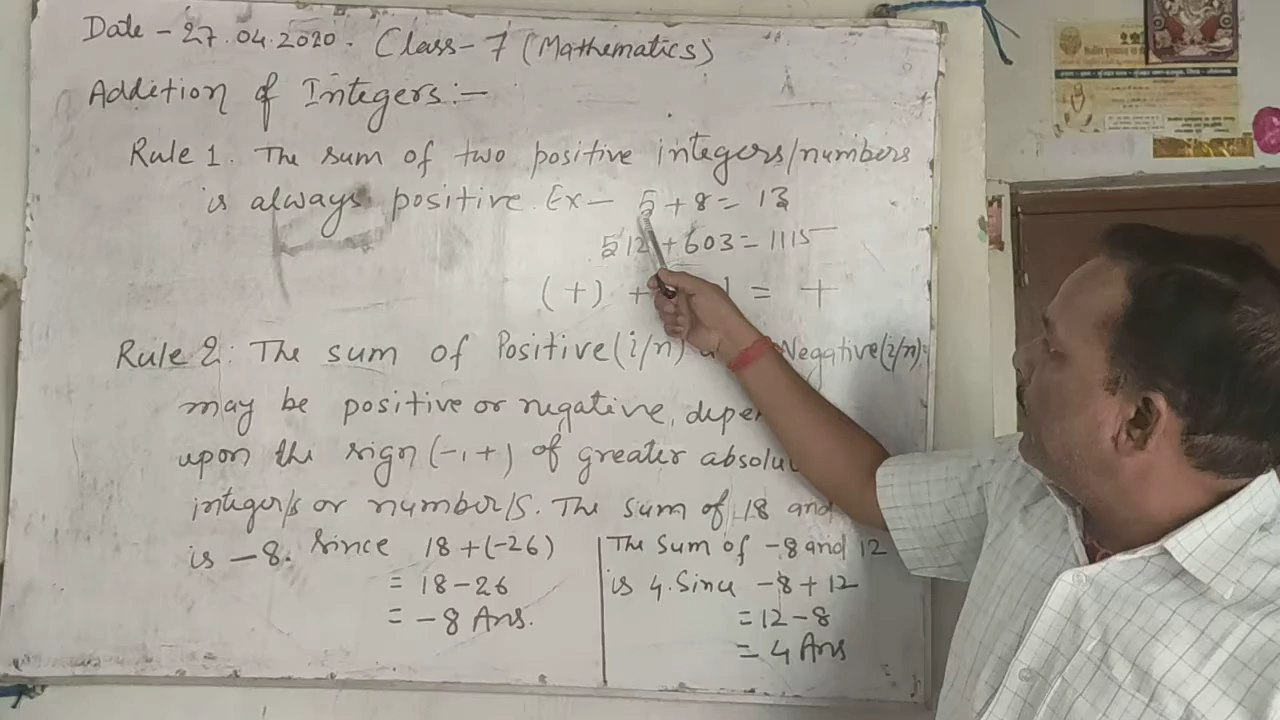 Date - 27.04.2020. Class- 7 (Mathematics)
Addition of Integers:-
Rule 1. The sum of two positive integers/numbers
is always positive. Ex- 5+8= 13
512+603=1115
(+) + = +
Rule 2: The sum of Positive(i/n) Negative(i/n);
may be positive or negative,
upon the sign (-,+) of greater
integer/s or number/s. The sum of 18 and
is -8. Since 18+(-26)
= 18-26
= -8 Ans.
The Sum of -8 and 12
is 4. Since -8+12
= 12-8
= 4 Ans